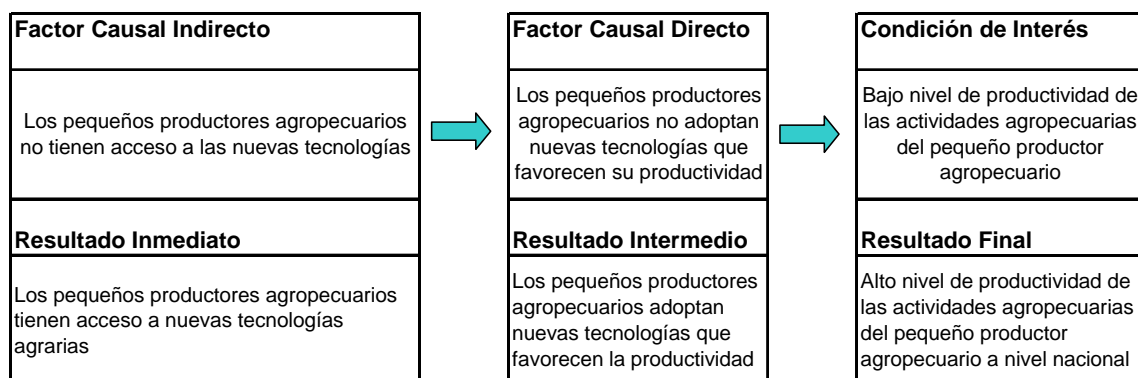 Factor Causal Indirecto
Los pequeños productores agropecuarios
no tienen acceso a las nuevas tecnologías
Resultado Inmediato
Los pequeños productores agropecuarios
tienen acceso a nuevas tecnologías
agrarias
Factor Causal Directo
Los pequeños productores
agropecuarios no adoptan
nuevas tecnologías que
favorecen su productividad
Resultado Intermedio
Los pequeños productores
agropecuarios adoptan
nuevas tecnologías que
favorecen la productividad
Condición de Interés
Bajo nivel de productividad de
las actividades agropecuarias
del pequeño productor
agropecuario
Resultado Final
Alto nivel de productividad de
las actividades agropecuarias
del pequeño productor
agropecuario a nivel nacional